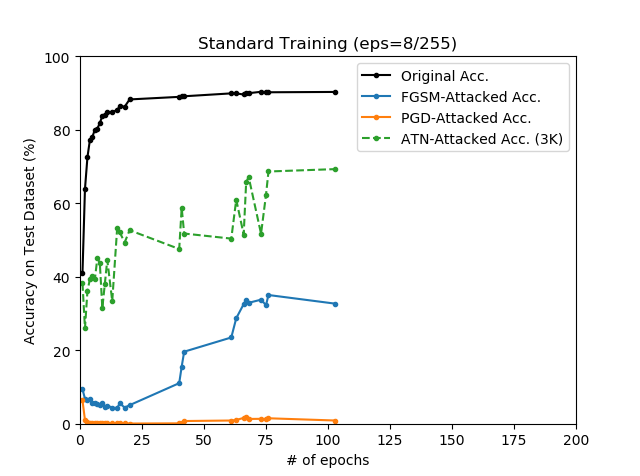 Standard Training (eps=8/255)
Original Acc.
FGSM-Attacked Acc.
PGD-Attacked Acc.
ATN-Attacked Acc. (3K)
Accuracy on Test Dataset (%)
100
80
60
40
20
0
0 25 50 75 100 125 150 175 200
# of epochs